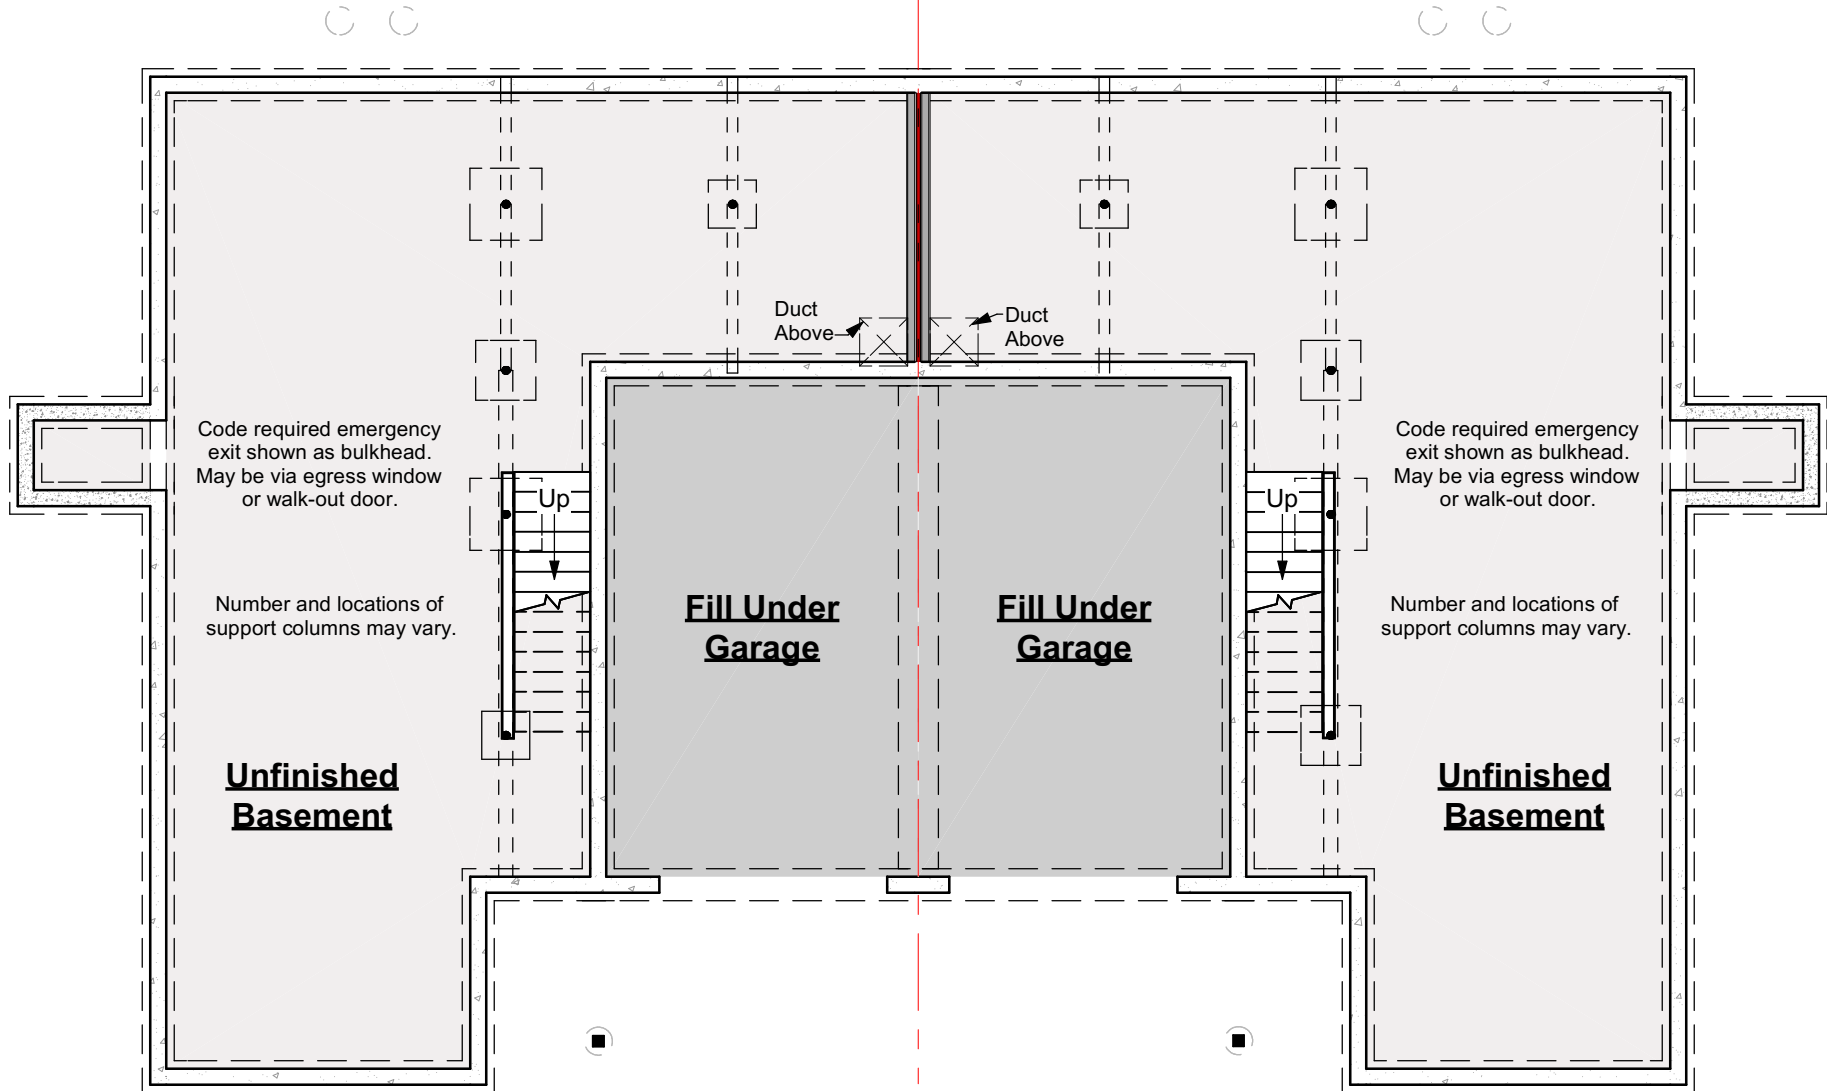 Duct
Above
Duct
Above
Code required emergency
exit shown as bulkhead.
May be via egress window
or walk-out door.
Code required emergency
exit shown as bulkhead.
May be via egress window
or walk-out door.
Up
Up
Number and locations of
support columns may vary.
Fill Under
Garage
Fill Under
Garage
Number and locations of
support columns may vary.
Unfinished
Basement
Unfinished
Basement